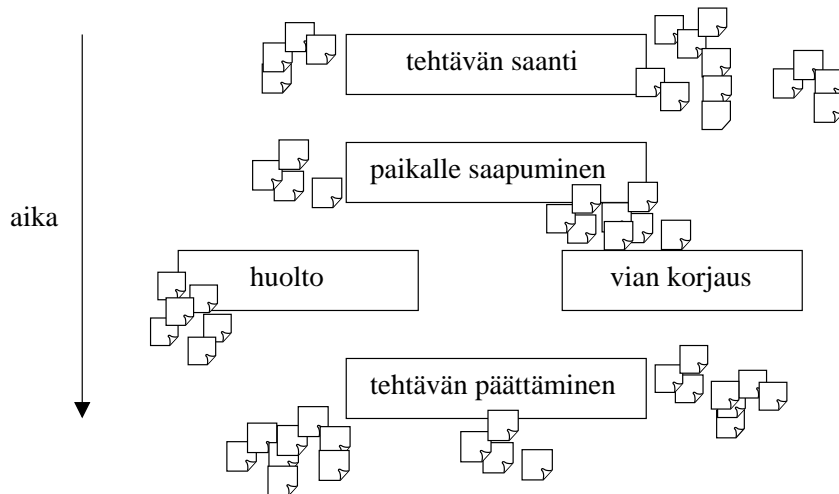 tehtävän saanti
paikalle saapuminen
aika
huolto
vian korjaus
tehtävän päättäminen